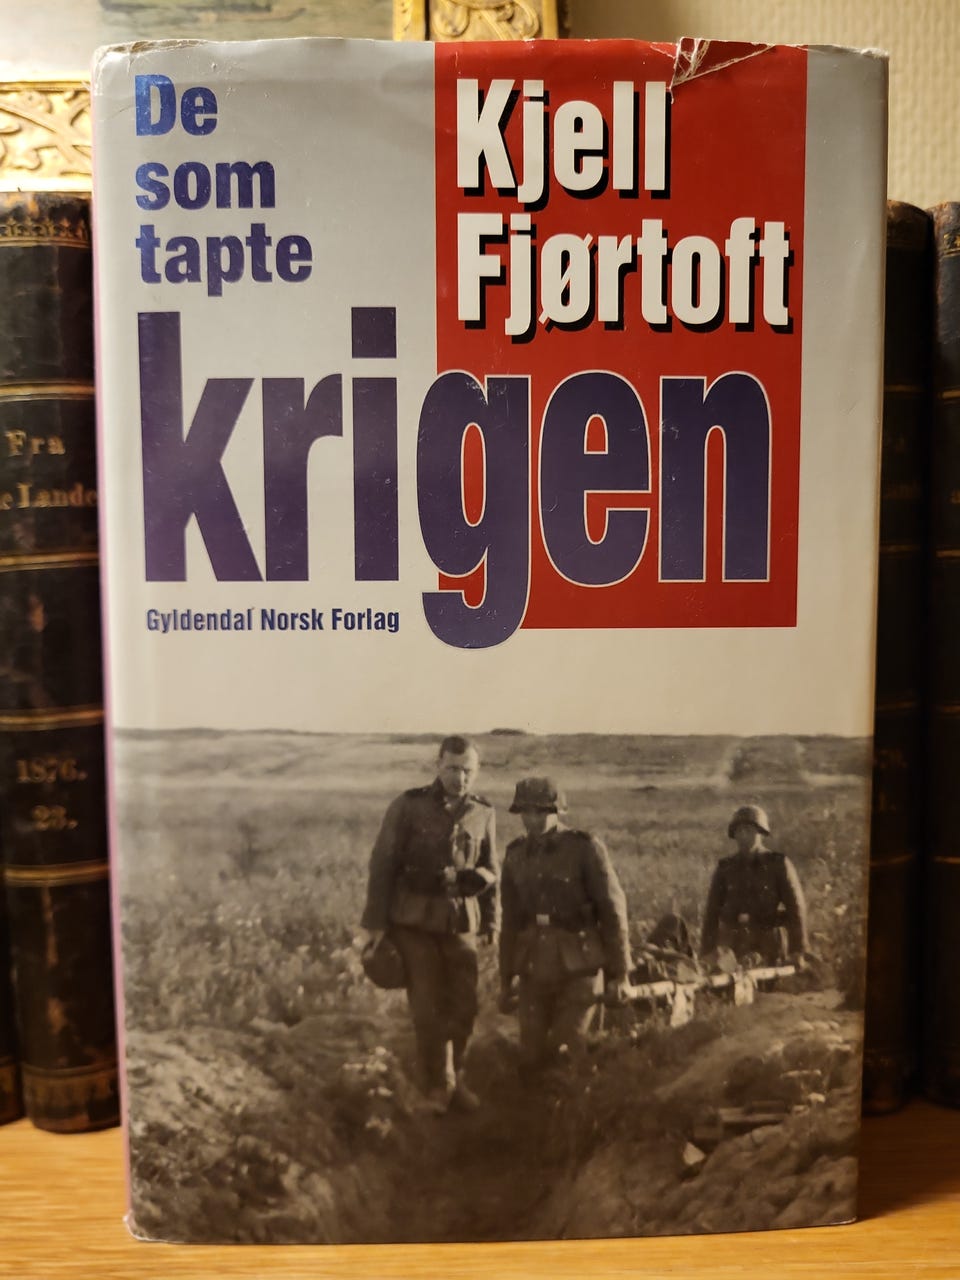 De
som
tapte
krigen
Kjell
Fjørtoft
Gyldendal Norsk Forlag
Fra
Lande
1876.
23.